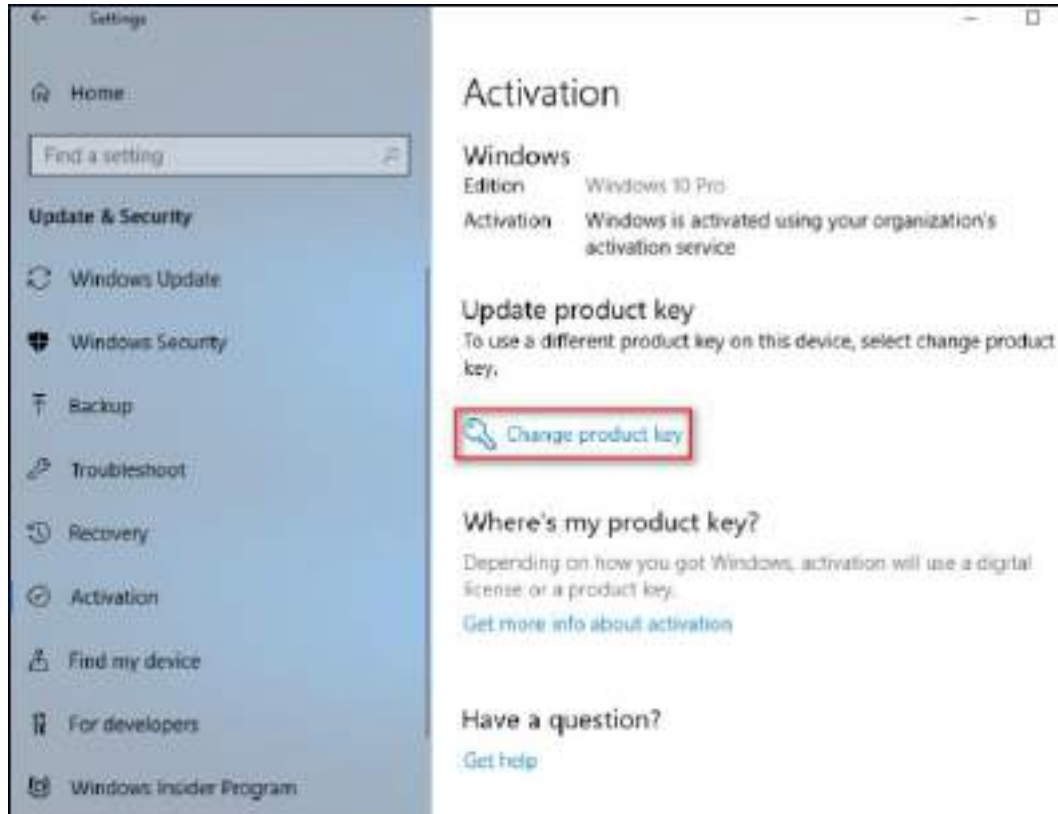 Settings
Home
Find a setting
Update & Security
Windows Update
Windows Security
Backup
Troubleshoot
Recovery
Activation
Find my device
For developers
Windows Insider Program
Activation
Windows
Edition Windows 10 Pro
Activation Windows is activated using your organization's
activation service
Update product key
To use a different product key on this device, select change product
key.
Change product key
Where's my product key?
Depending on how you got Windows, activation will use a digital
license or a product key.
Get more info about activation
Have a question?
Get help